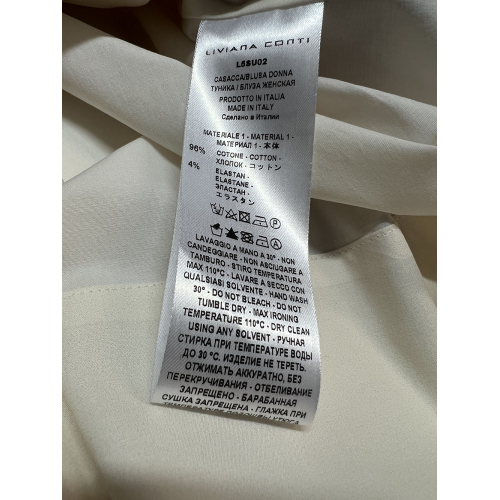 LIVIANA CONTI
L5SU02
CASACCA/BLUSA DONNA
ТУНИКА / БЛУЗА ЖЕНСКАЯ
PRODOTTO IN ITALIA
MADE IN ITALY
Сделано в Италии
MATERIALE 1 - MATERIAL 1 -
МАТЕРИАЛ 1 - 本体
96% COTONE - COTTON -
ХЛОПОК - コットン
4% ELASTAN -
ELASTANE -
ЭЛАСТАН -
エラスタン
LAVAGGIO A MANO A 30° - NON
CANDEGGIARE - NON ASCIUGARE A
TAMBURO - STIRO TEMPERATURA
MAX 110°C - LAVARE A SECCO CON
QUALSIASI SOLVENTE - HAND WASH
30° - DO NOT BLEACH - DO NOT
TUMBLE DRY - MAX IRONING
TEMPERATURE 110°C - DRY CLEAN
USING ANY SOLVENT - РУЧНАЯ
СТИРКА ПРИ ТЕМПЕРАТУРЕ ВОДЫ
ДО 30 °C. ИЗДЕЛИЕ НЕ ТЕРЕТЬ.
ОТЖИМАТЬ АККУРАТНО, БЕЗ
ПЕРЕКРУЧИВАНИЯ - ОТБЕЛИВАНИЕ
ЗАПРЕЩЕНО - БАРАБАННАЯ
СУШКА ЗАПРЕЩЕНА - ГЛАЖКА ПРИ